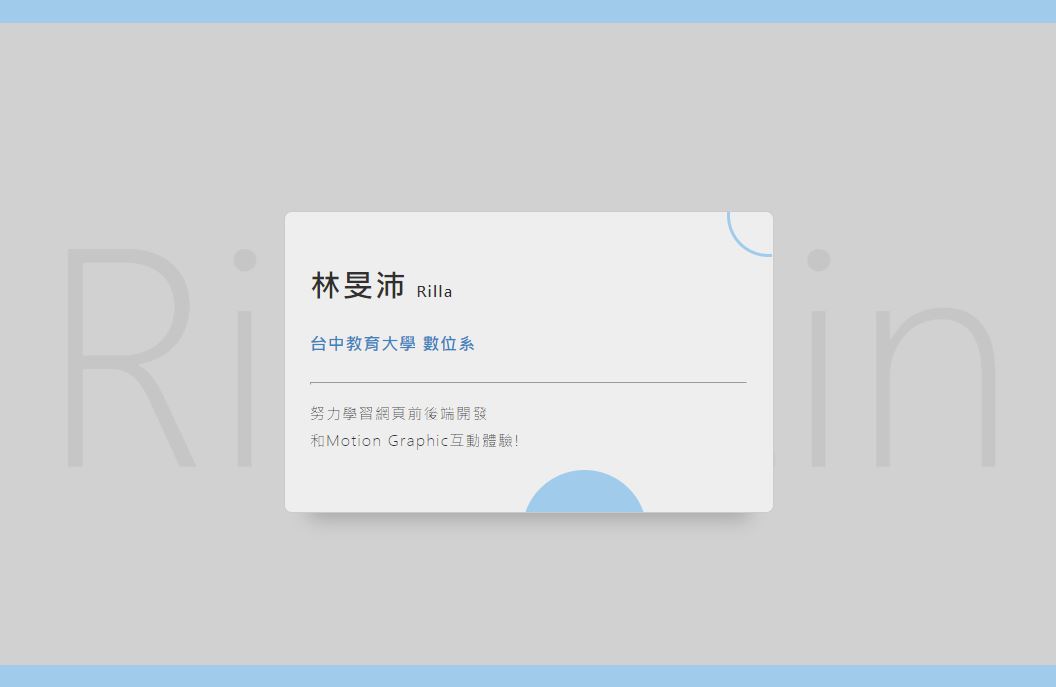 Ri
in
林旻沛 Rilla
台中教育大學 數位系
努力學習網頁前後端開發
和Motion Graphic互動體驗!